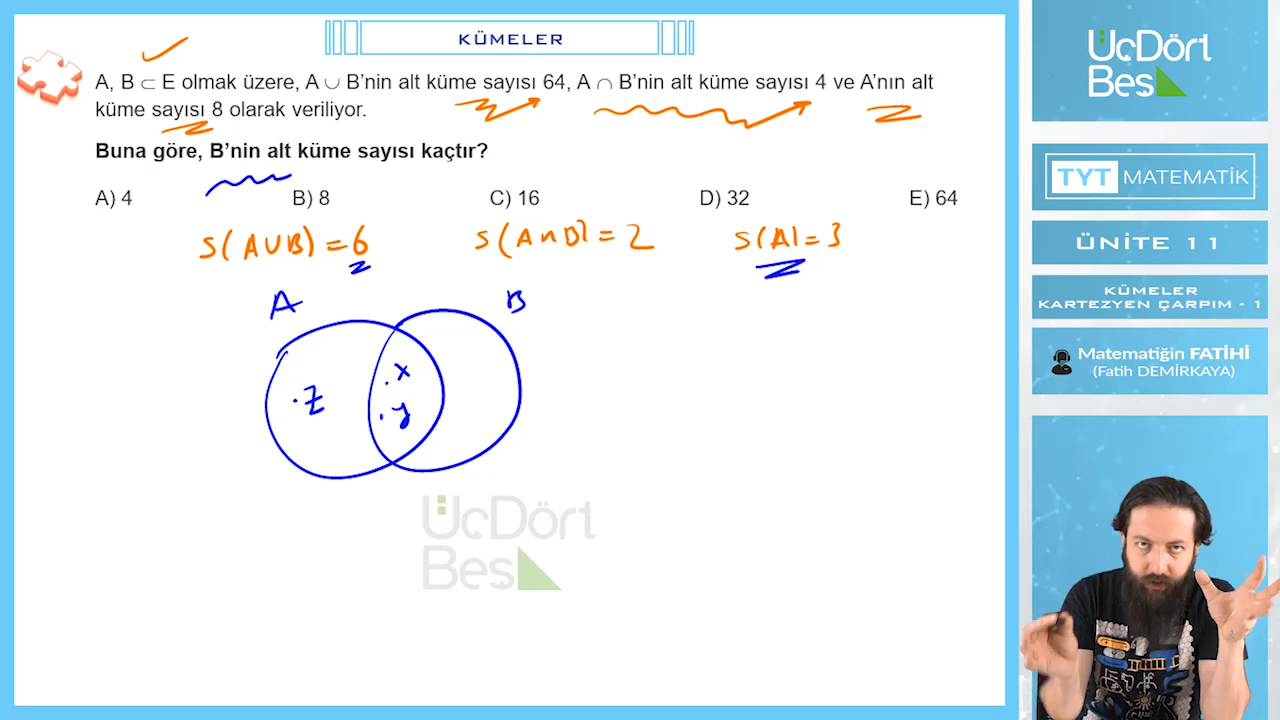 KÜMELER
A, B ⊂ E olmak üzere, A ∪ B’nin alt küme sayısı 64, A ∩ B’nin alt küme sayısı 4 ve A’nın alt
küme sayısı 8 olarak veriliyor.
Buna göre, B’nin alt küme sayısı kaçtır?
A) 4 B) 8 C) 16 D) 32 E) 64
s(A∪B) = 6 s(A∩B) = 2 s(A) = 3
A B
z
x
y
ÜçDört
Beş
ÜçDört
Beş
TYT MATEMATİK
ÜNİTE 11
KÜMELER
KARTEZYEN ÇARPIM - 1
Matematiğin FATİHİ
(Fatih DEMİRKAYA)